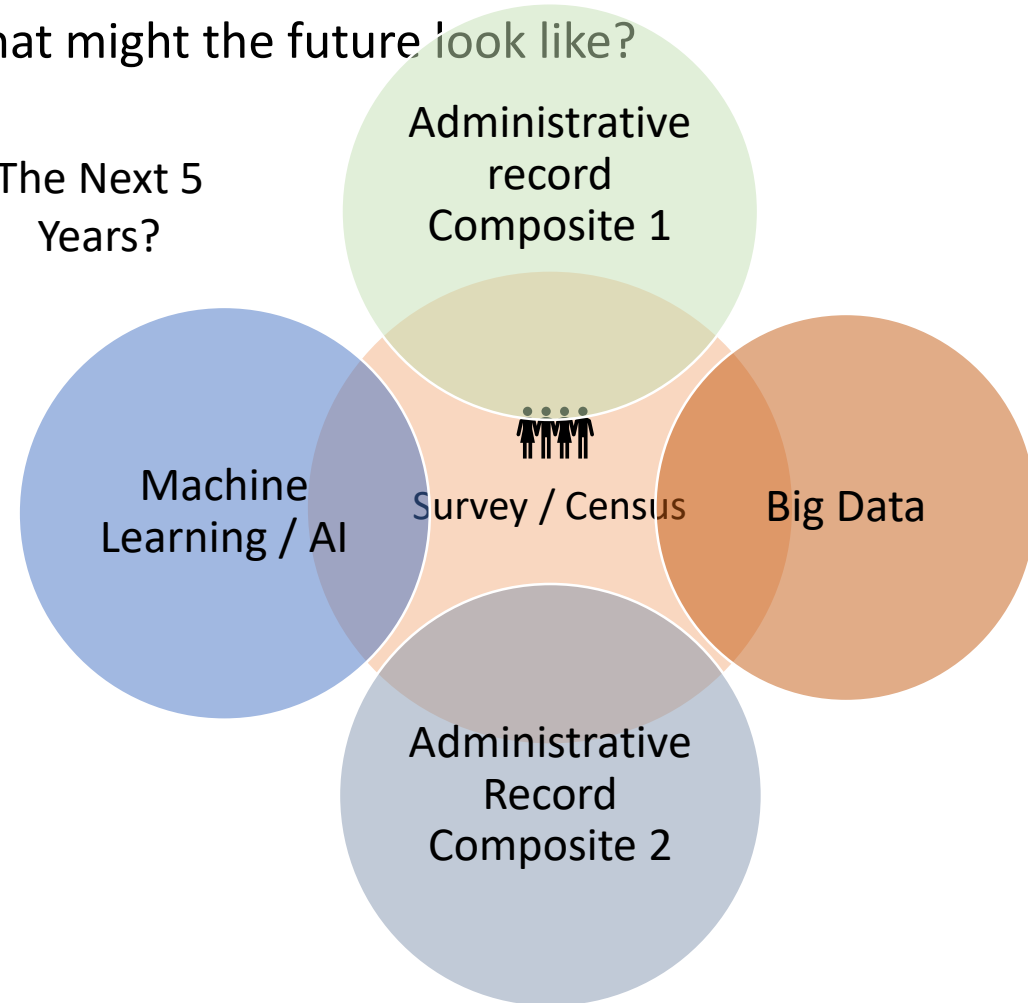 hat might the future look like?
The Next 5
Years?
Administrative
record
Composite 1
Machine
Learning / AI
Survey / Census
Big Data
Administrative
Record
Composite 2